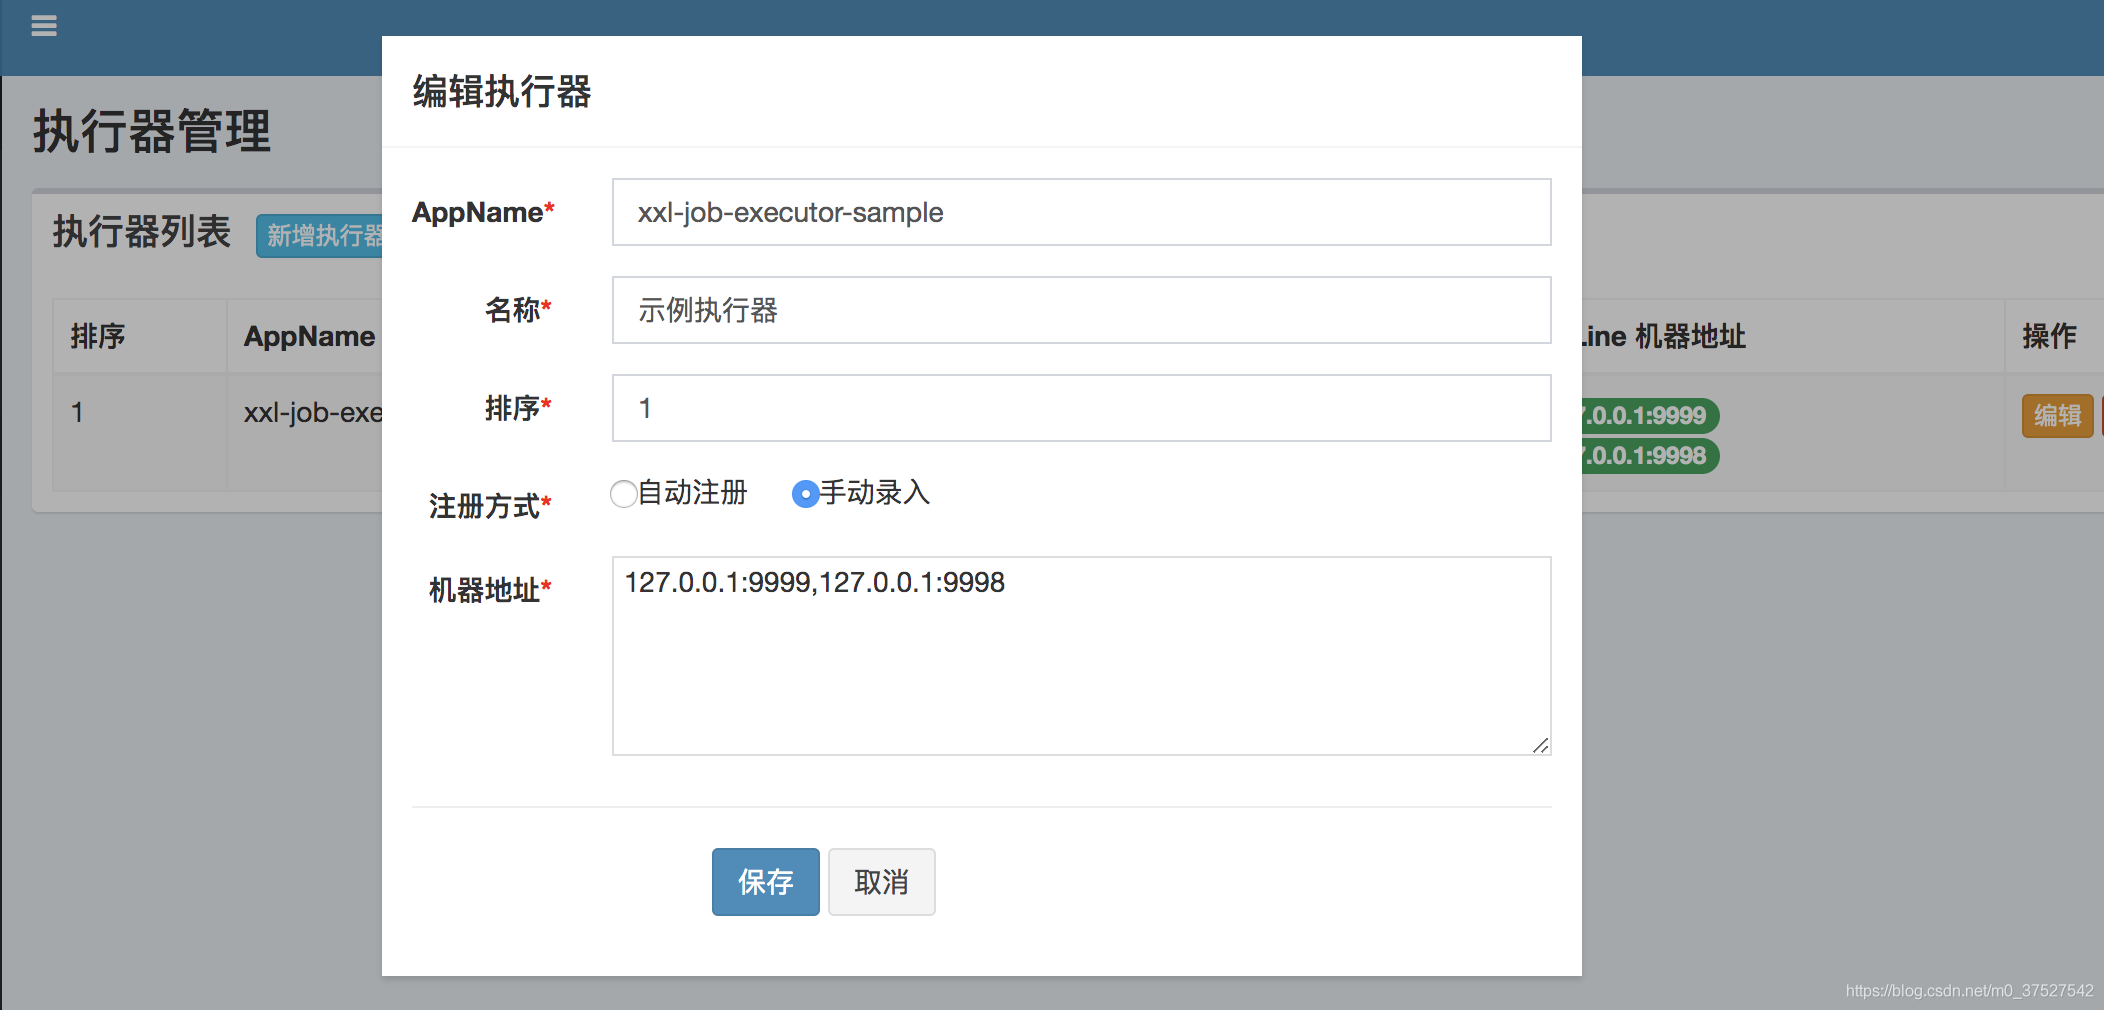 编辑执行器
执行器管理
AppName* xxl-job-executor-sample
执行器列表 新增执行器
名称* 示例执行器
排序 AppName Line 机器地址 操作
排序* 1
1 xxl-job-exe 7.0.0.1:9999 编辑
7.0.0.1:9998
注册方式* 自动注册 手动录入
机器地址* 127.0.0.1:9999,127.0.0.1:9998
保存 取消
https://blog.csdn.net/m0_37527542